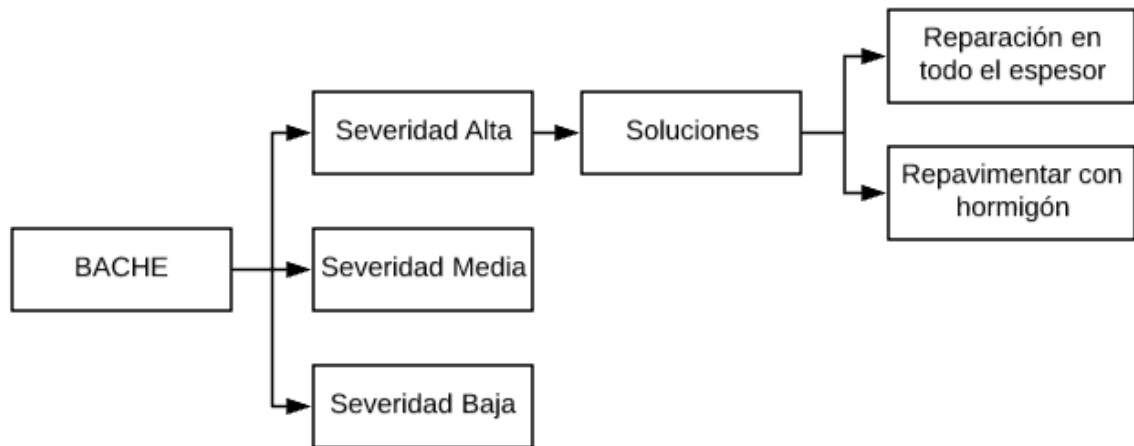 Reparación en
todo el espesor
Severidad Alta
Soluciones
Repavimentar con
hormigón
BACHE
Severidad Media
Severidad Baja